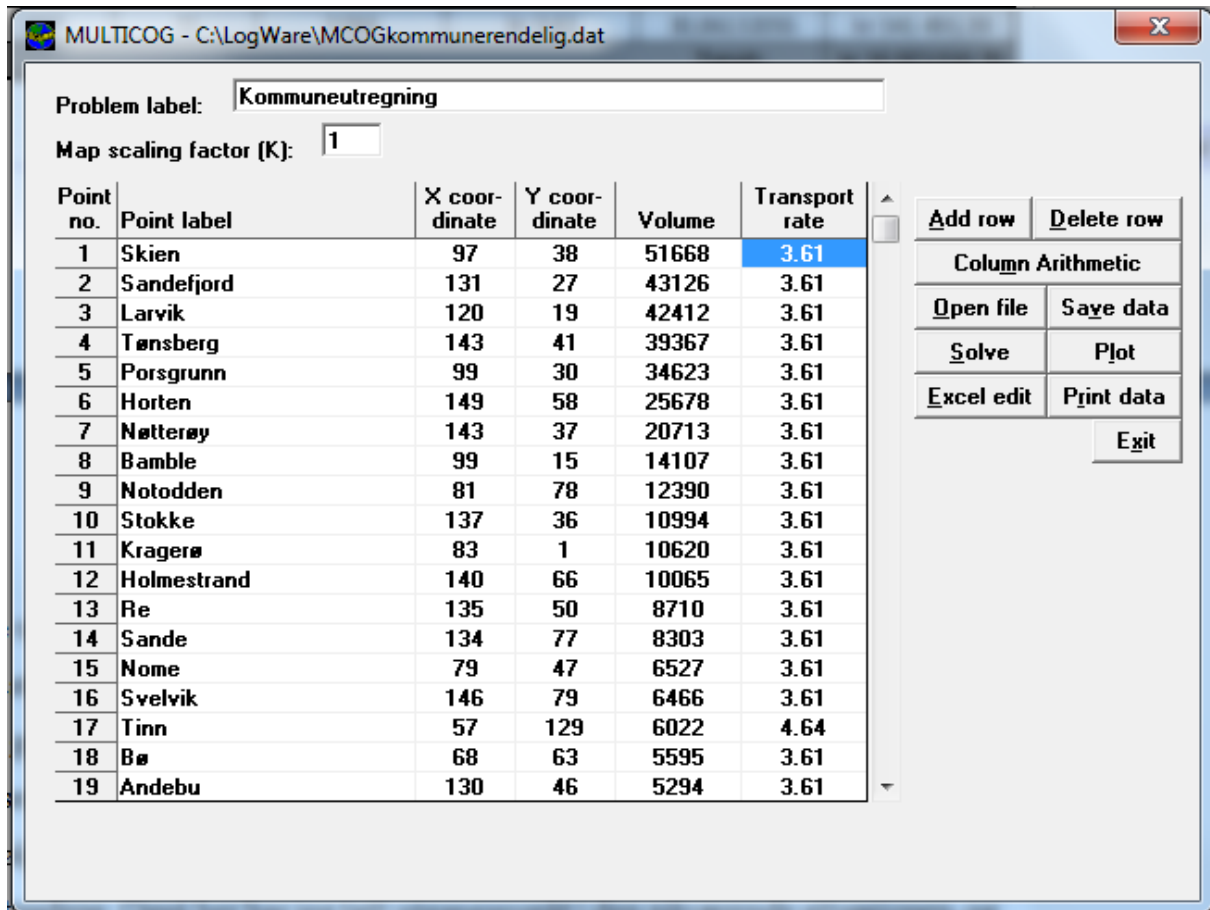 MULTICOG - C:\LogWare\MCOGkommunerendelig.dat
Problem label: Kommuneutregning
Map scaling factor (K): 1
Point no. Point label X coor-dinate Y coor-dinate Volume Transport rate
1 Skien 97 38 51668 3.61
2 Sandefjord 131 27 43126 3.61
3 Larvik 120 19 42412 3.61
4 Tønsberg 143 41 39367 3.61
5 Porsgrunn 99 30 34623 3.61
6 Horten 149 58 25678 3.61
7 Nøtterøy 143 37 20713 3.61
8 Bamble 99 15 14107 3.61
9 Notodden 81 78 12390 3.61
10 Stokke 137 36 10994 3.61
11 Kragerø 83 1 10620 3.61
12 Holmestrand 140 66 10065 3.61
13 Re 135 50 8710 3.61
14 Sande 134 77 8303 3.61
15 Nome 79 47 6527 3.61
16 Svelvik 146 79 6466 3.61
17 Tinn 57 129 6022 4.64
18 Bø 68 63 5595 3.61
19 Andebu 130 46 5294 3.61
Add row Delete row
Column Arithmetic
Open file Save data
Solve Plot
Excel edit Print data
Exit